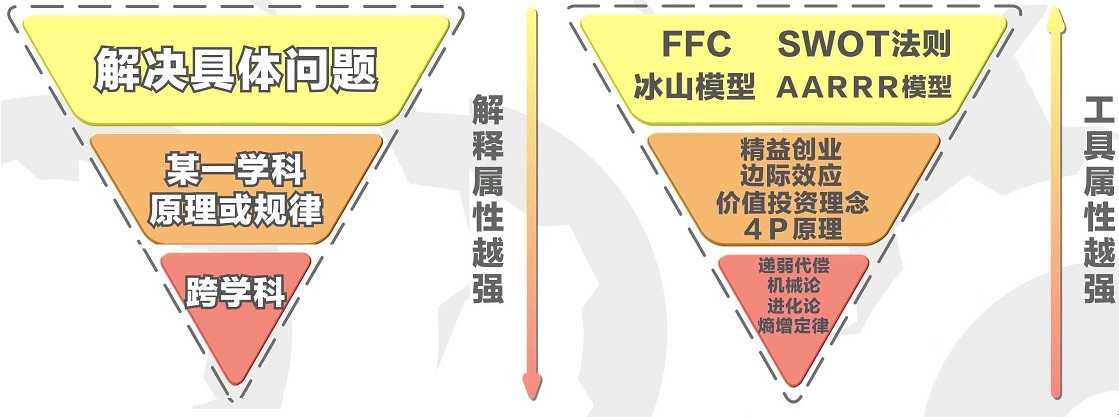 解决具体问题
某一学科
原理或规律
跨学科
解释属性越强
FFC SWOT法则
冰山模型 AARRR模型
精益创业
边际效应
价值投资理念
4P原理
递弱代偿
机械论
进化论
熵增定律
工具属性越强